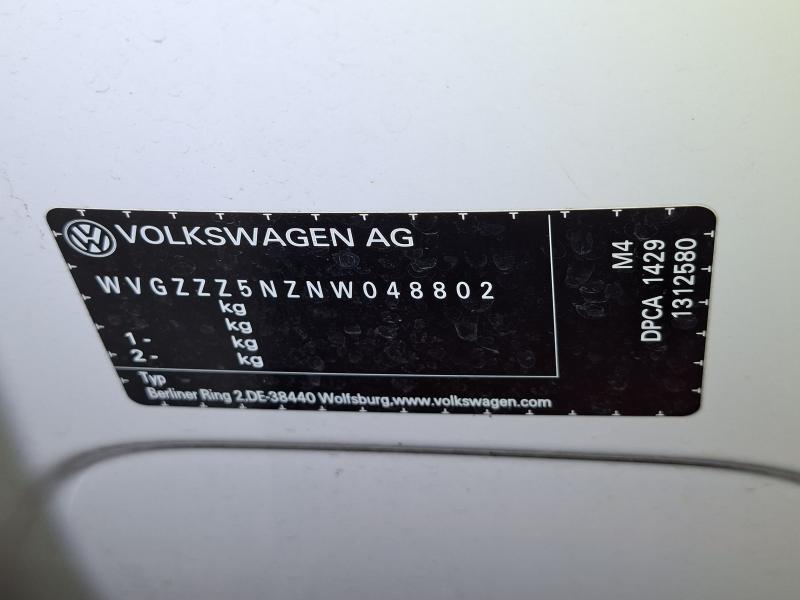 VOLKSWAGEN AG
WVGZZZ5NZNW048802
kg
kg
1.- kg
2.- kg
Typ
Berliner Ring 2,DE-38440 Wolfsburg,www.volkswagen.com
M4
DPCA 1429
1312580